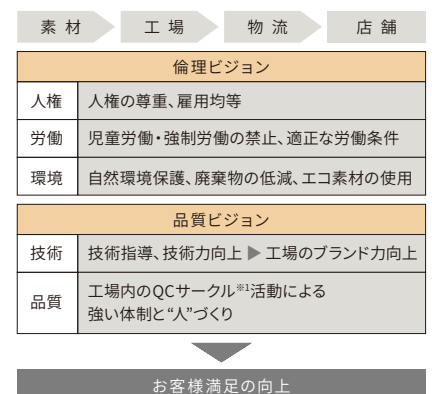 素材 工場 物流 店舗
倫理ビジョン
人権 人権の尊重、雇用均等
労働 児童労働・強制労働の禁止、適正な労働条件
環境 自然環境保護、廃棄物の低減、エコ素材の使用
品質ビジョン
技術 技術指導、技術力向上 ▶ 工場のブランド力向上
品質 工場内のQCサークル※1活動による
強い体制と“人”づくり
お客様満足の向上